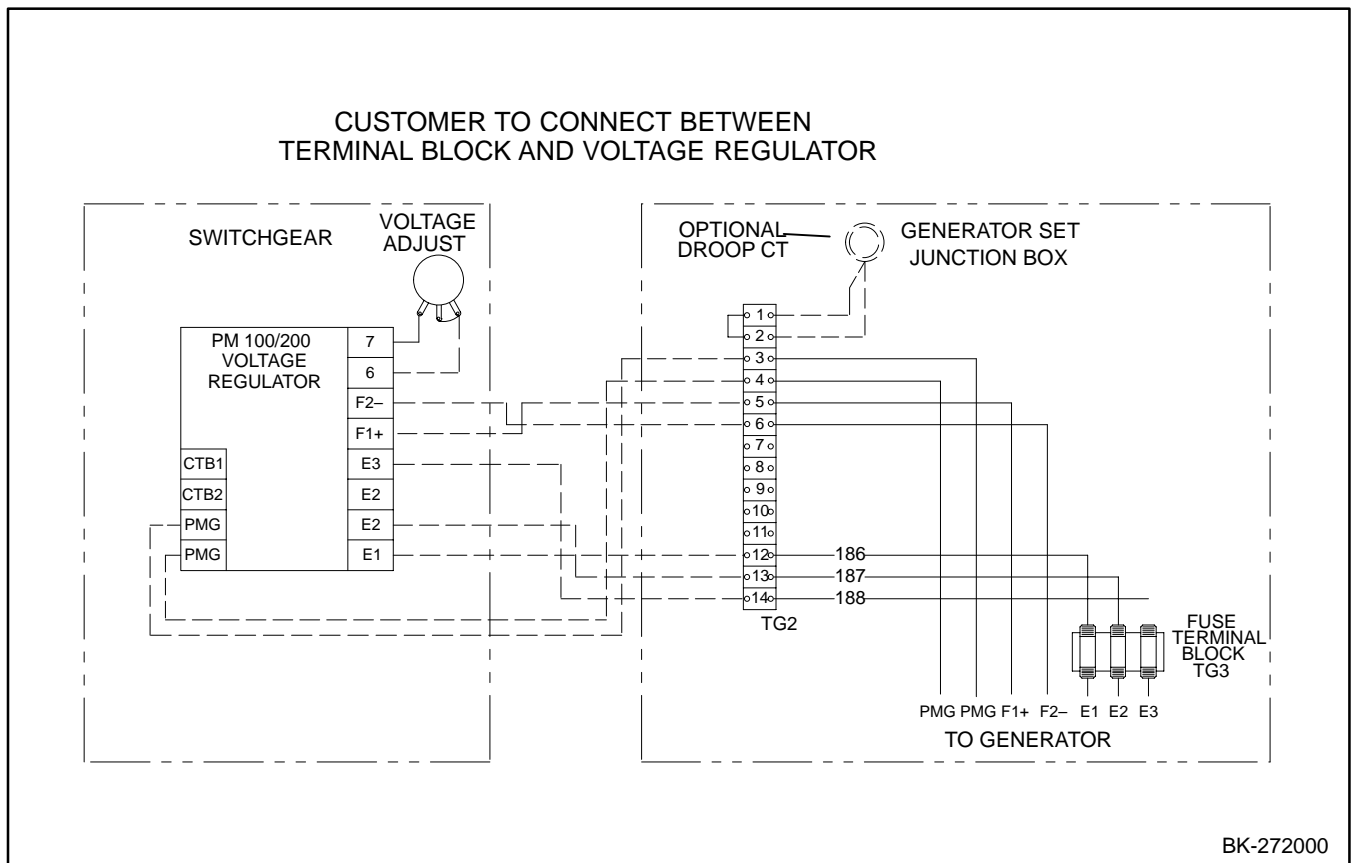 CUSTOMER TO CONNECT BETWEEN
TERMINAL BLOCK AND VOLTAGE REGULATOR
SWITCHGEAR
VOLTAGE
ADJUST
PM 100/200
VOLTAGE
REGULATOR
7
6
F2–
F1+
E3
E2
E2
E1
CTB1
CTB2
PMG
PMG
OPTIONAL
DROOP CT
GENERATOR SET
JUNCTION BOX
1
2
3
4
5
6
7
8
9
10
11
12
13
14
TG2
186
187
188
FUSE
TERMINAL
BLOCK
TG3
PMG PMG F1+ F2– E1 E2 E3
TO GENERATOR
BK-272000